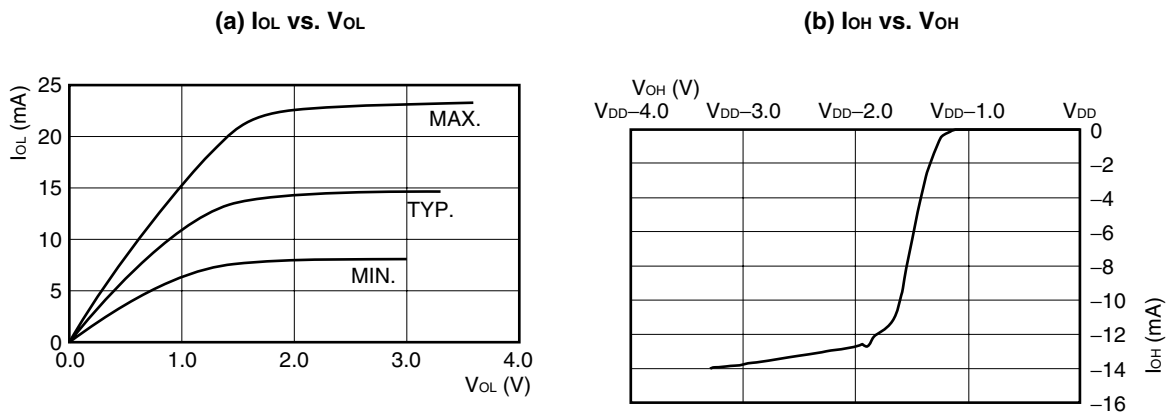 (a) IOL vs. VOL
IOL (mA)
25
20
15
10
5
0
0.0 1.0 2.0 3.0 4.0
VOL (V)
MAX.
TYP.
MIN.
(b) IOH vs. VOH
VOH (V)
VDD−4.0 VDD−3.0 VDD−2.0 VDD−1.0 VDD
0
−2
−4
−6
−8
−10
−12
−14
−16
IOH (mA)